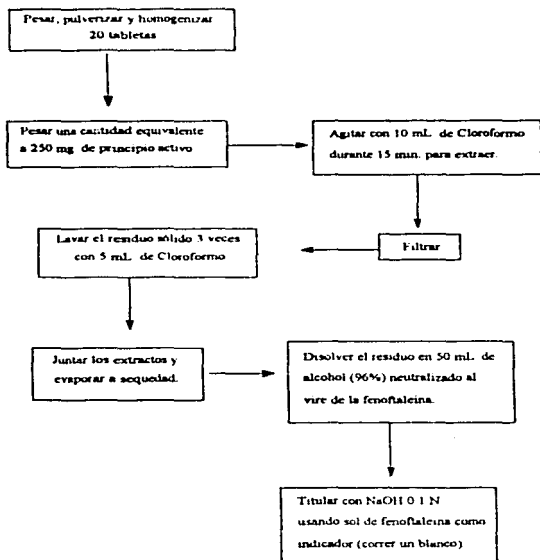 Pesar, pulverizar y homogenizar
20 tabletas
Pesar una cantidad equivalente
a 250 mg de principio activo
Agitar con 10 mL de Cloroformo
durante 15 min. para extraer.
Filtrar
Lavar el residuo sólido 3 veces
con 5 mL de Cloroformo
Juntar los extractos y
evaporar a sequedad.
Disolver el residuo en 50 mL de
alcohol (96%) neutralizado al
vire de la fenoftaleina.
Titular con NaOH 0.1 N
usando sol de fenoftaleina como
indicador (correr un blanco)